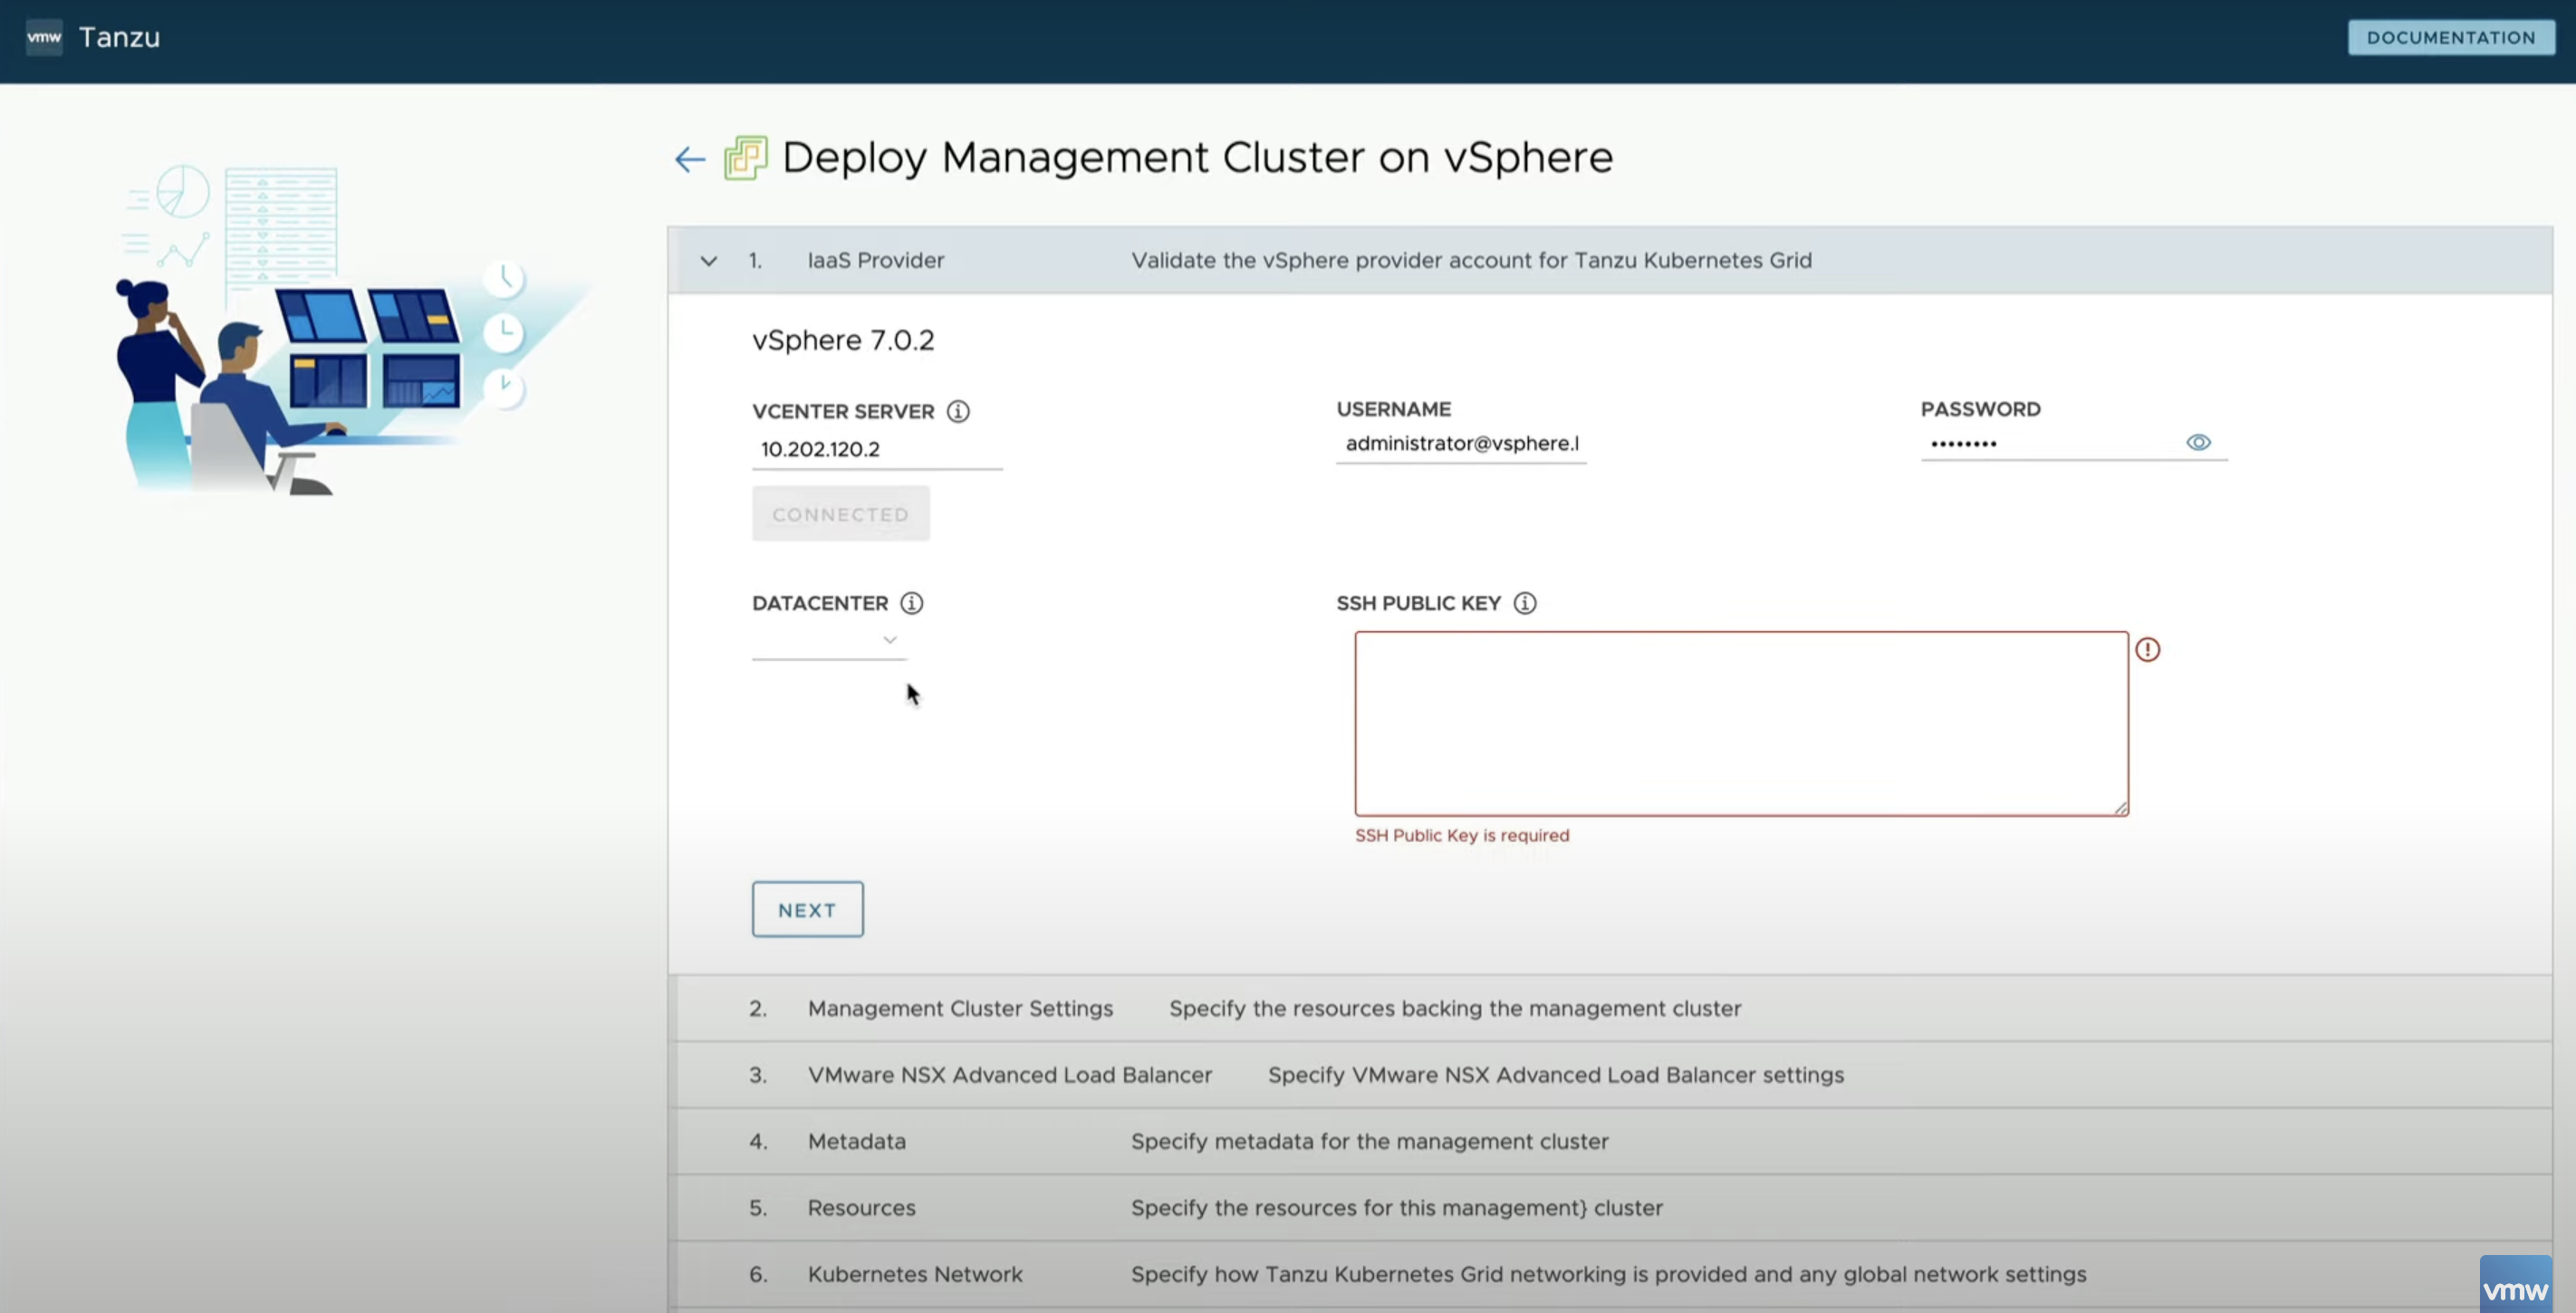 vmw Tanzu
DOCUMENTATION
Deploy Management Cluster on vSphere
1. IaaS Provider Validate the vSphere provider account for Tanzu Kubernetes Grid
vSphere 7.0.2
VCENTER SERVER USERNAME PASSWORD
10.202.120.2 administrator@vsphere.l ••••••••
CONNECTED
DATACENTER SSH PUBLIC KEY
SSH Public Key is required
NEXT
2. Management Cluster Settings Specify the resources backing the management cluster
3. VMware NSX Advanced Load Balancer Specify VMware NSX Advanced Load Balancer settings
4. Metadata Specify metadata for the management cluster
5. Resources Specify the resources for this management} cluster
6. Kubernetes Network Specify how Tanzu Kubernetes Grid networking is provided and any global network settings
vmw